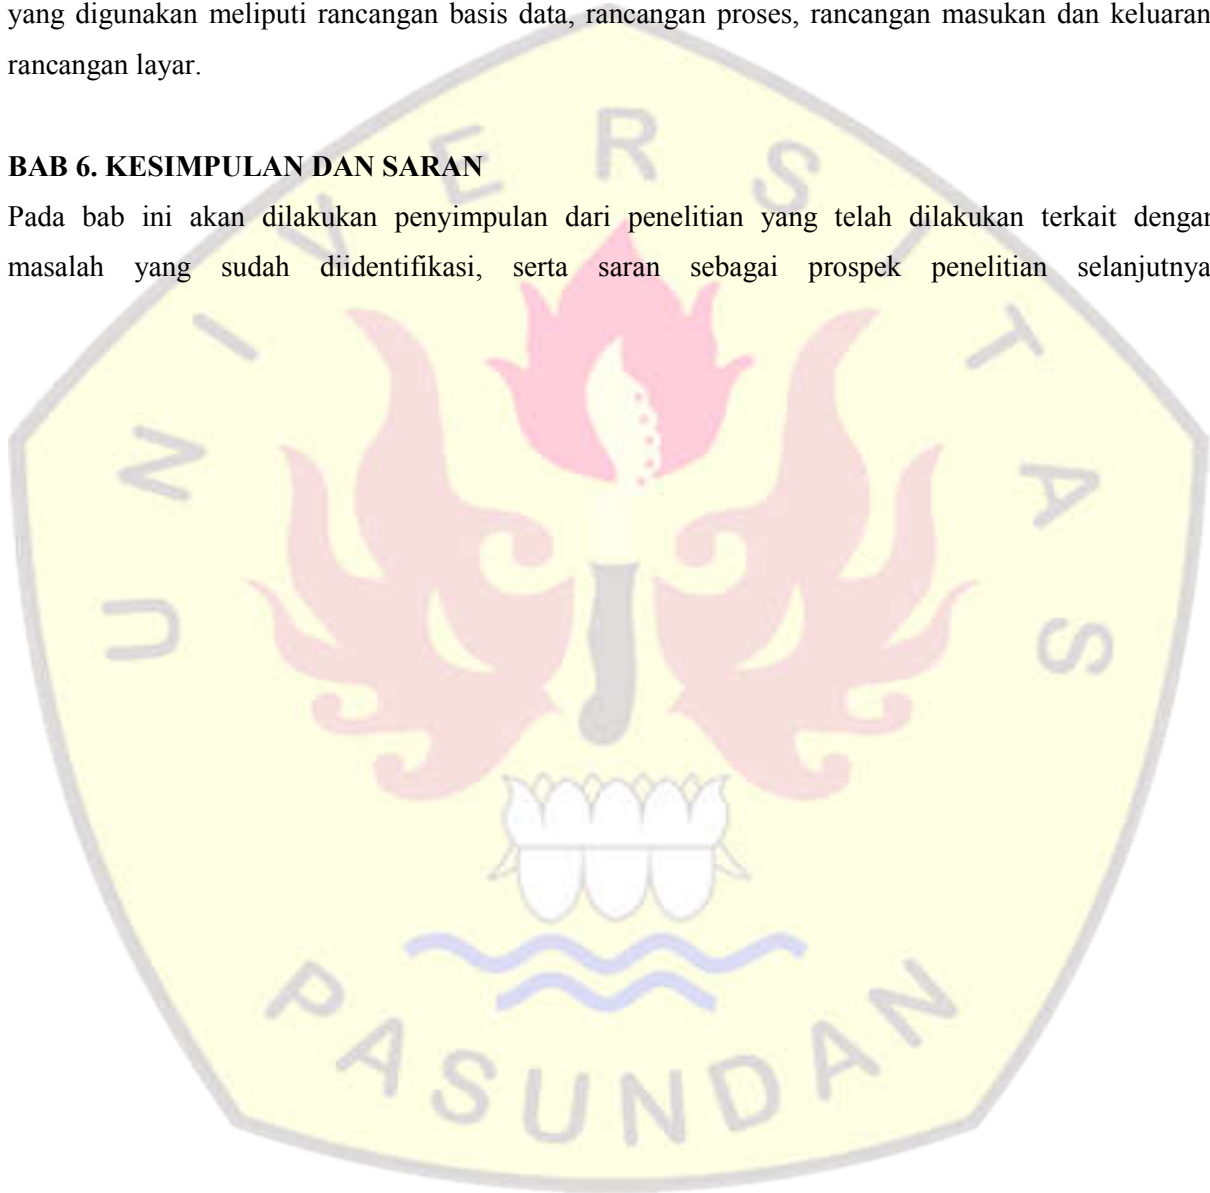 yang digunakan meliputi rancangan basis data, rancangan proses, rancangan masukan dan keluaran
rancangan layar.
BAB 6. KESIMPULAN DAN SARAN
Pada bab ini akan dilakukan penyimpulan dari penelitian yang telah dilakukan terkait dengan
masalah yang sudah diidentifikasi, serta saran sebagai prospek penelitian selanjutnya
UNIVERSITAS
PASUNDAN